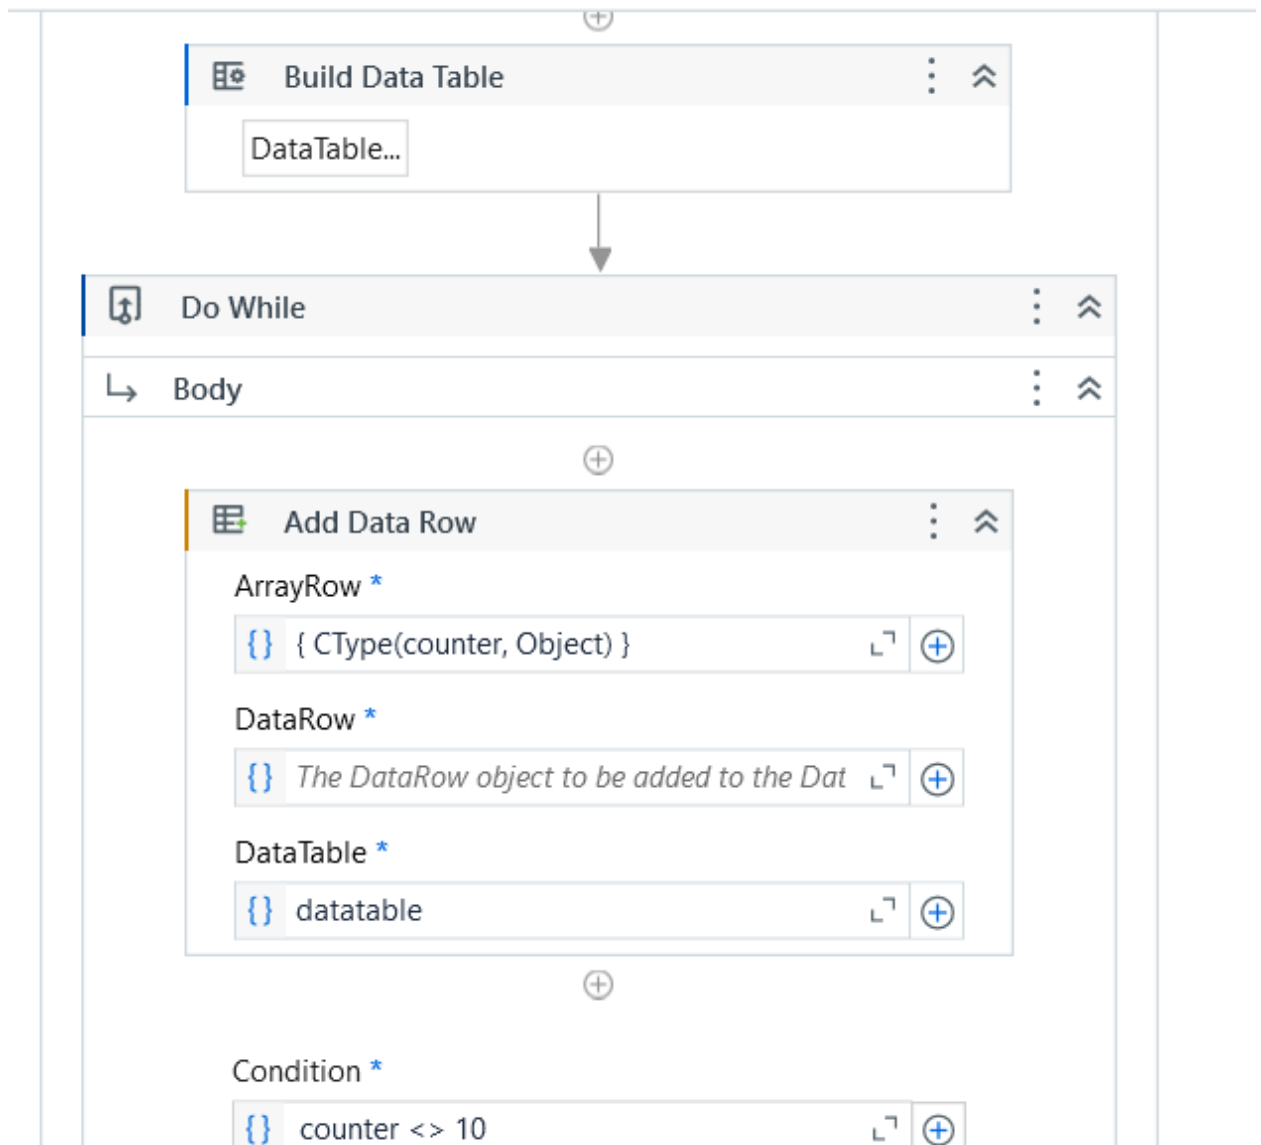 Build Data Table
DataTable...
Do While
Body
Add Data Row
ArrayRow *
{} { CType(counter, Object) }
DataRow *
{} The DataRow object to be added to the Dat
DataTable *
{} datatable
Condition *
{} counter <> 10